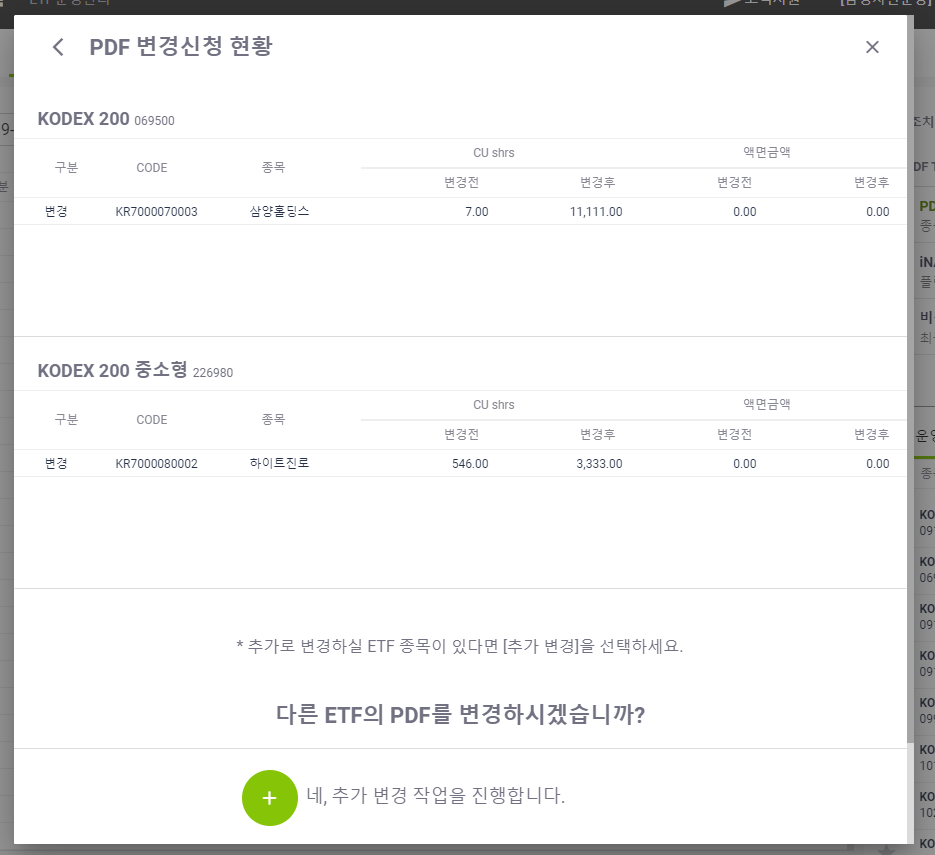 PDF 변경신청 현황
KODEX 200 069500
구분 CODE 종목 CU shrs 액면금액
변경전 변경후 변경전 변경후
변경 KR7000070003 삼양홀딩스 7.00 11,111.00 0.00 0.00
KODEX 200 중소형 226980
구분 CODE 종목 CU shrs 액면금액
변경전 변경후 변경전 변경후
변경 KR7000080002 하이트진로 546.00 3,333.00 0.00 0.00
* 추가로 변경하실 ETF 종목이 있다면 [추가 변경]을 선택하세요.
다른 ETF의 PDF를 변경하시겠습니까?
+ 네, 추가 변경 작업을 진행합니다.